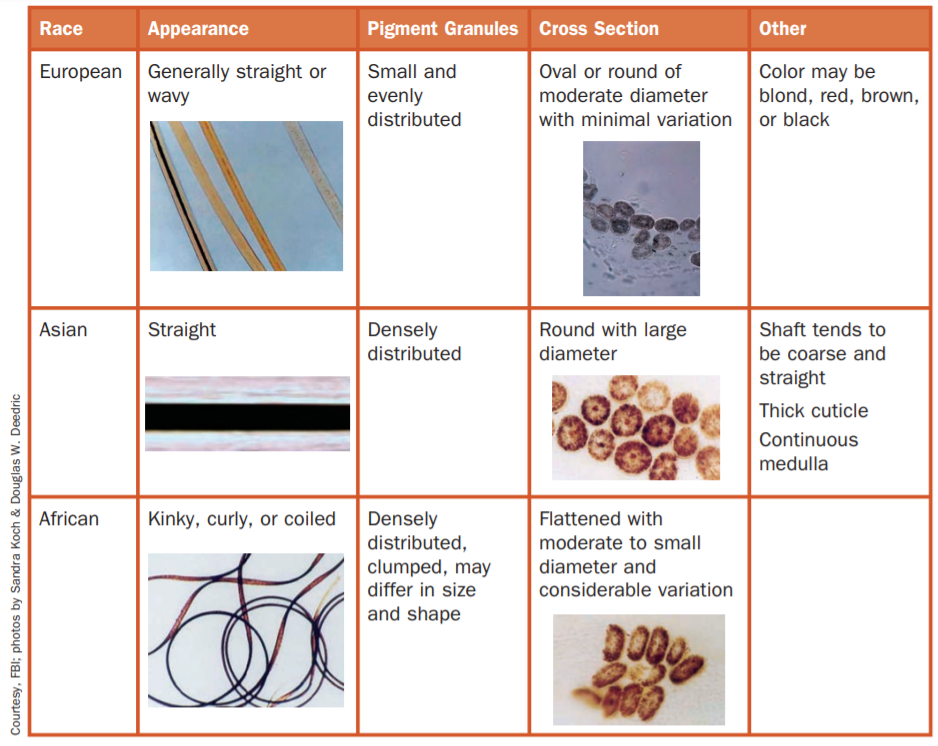 Race
Appearance
Pigment Granules
Cross Section
Other
European
Generally straight or
wavy
Small and
evenly
distributed
Oval or round of
moderate diameter
with minimal variation
Color may be
blond, red, brown,
or black
Asian
Straight
Densely
distributed
Round with large
diameter
Shaft tends to
be coarse and
straight
Thick cuticle
Continuous
medulla
African
Kinky, curly, or coiled
Densely
distributed,
clumped, may
differ in size
and shape
Flattened with
moderate to small
diameter and
considerable variation
Courtesy, FBI; photos by Sandra Koch & Douglas W. Deedric